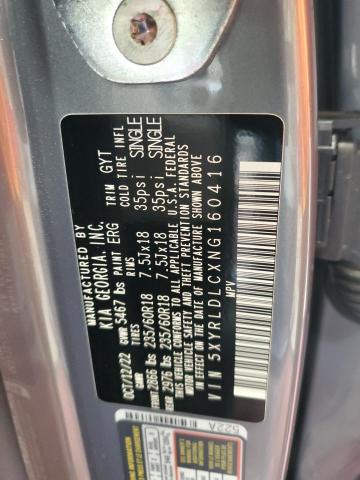 MANUFACTURED BY
KIA GEORGIA, INC.
OCT/27/22 GVWR 5467 lbs PAINT ERG TRIM GYT
GAWR TIRES RIMS COLD TIRE INFL
2866 lbs 235/60R18 7.5JX18 35psi SINGLE
2976 lbs 235/60R18 7.5JX18 35psi SINGLE
THIS VEHICLE CONFORMS TO ALL APPLICABLE U.S.A. FEDERAL
MOTOR VEHICLE SAFETY AND THEFT PREVENTION STANDARDS
IN EFFECT ON THE DATE OF MANUFACTURE SHOWN ABOVE
VIN 5XYRLDLCXNG160416
MPV
522A